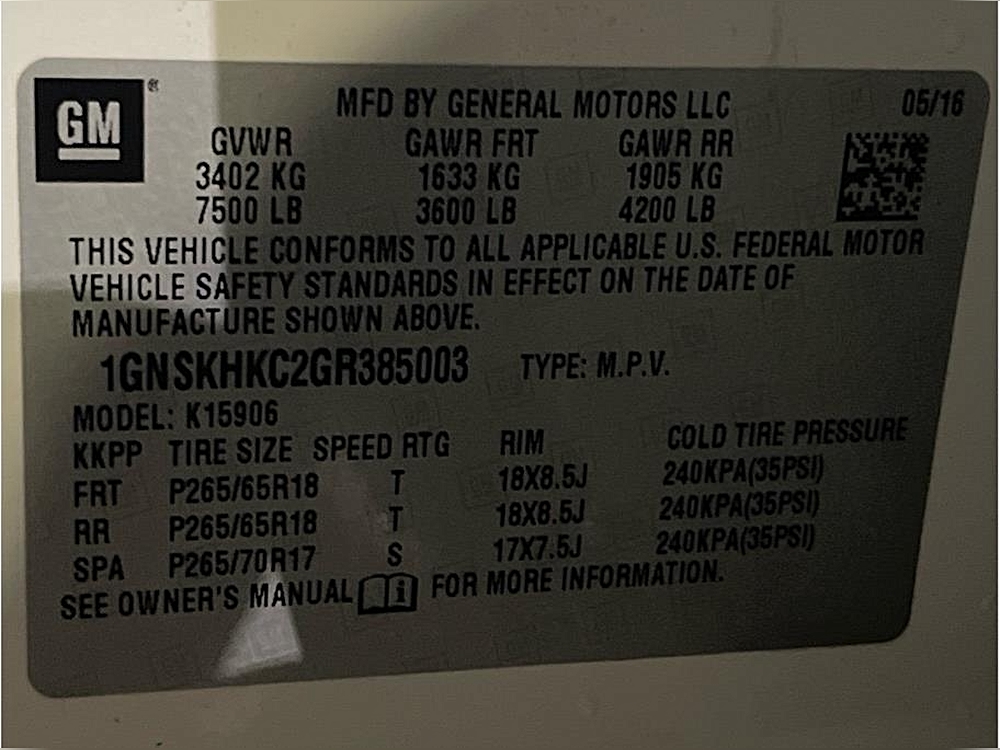 GM ®
MFD BY GENERAL MOTORS LLC 05/16
GVWR GAWR FRT GAWR RR
3402 KG 1633 KG 1905 KG
7500 LB 3600 LB 4200 LB
THIS VEHICLE CONFORMS TO ALL APPLICABLE U.S. FEDERAL MOTOR
VEHICLE SAFETY STANDARDS IN EFFECT ON THE DATE OF
MANUFACTURE SHOWN ABOVE.
1GNSKHKC2GR385003 TYPE: M.P.V.
MODEL: K15906
KKPP TIRE SIZE SPEED RTG RIM COLD TIRE PRESSURE
FRT P265/65R18 T 18X8.5J 240KPA(35PSI)
RR P265/65R18 T 18X8.5J 240KPA(35PSI)
SPA P265/70R17 S 17X7.5J 240KPA(35PSI)
SEE OWNER'S MANUAL i FOR MORE INFORMATION.